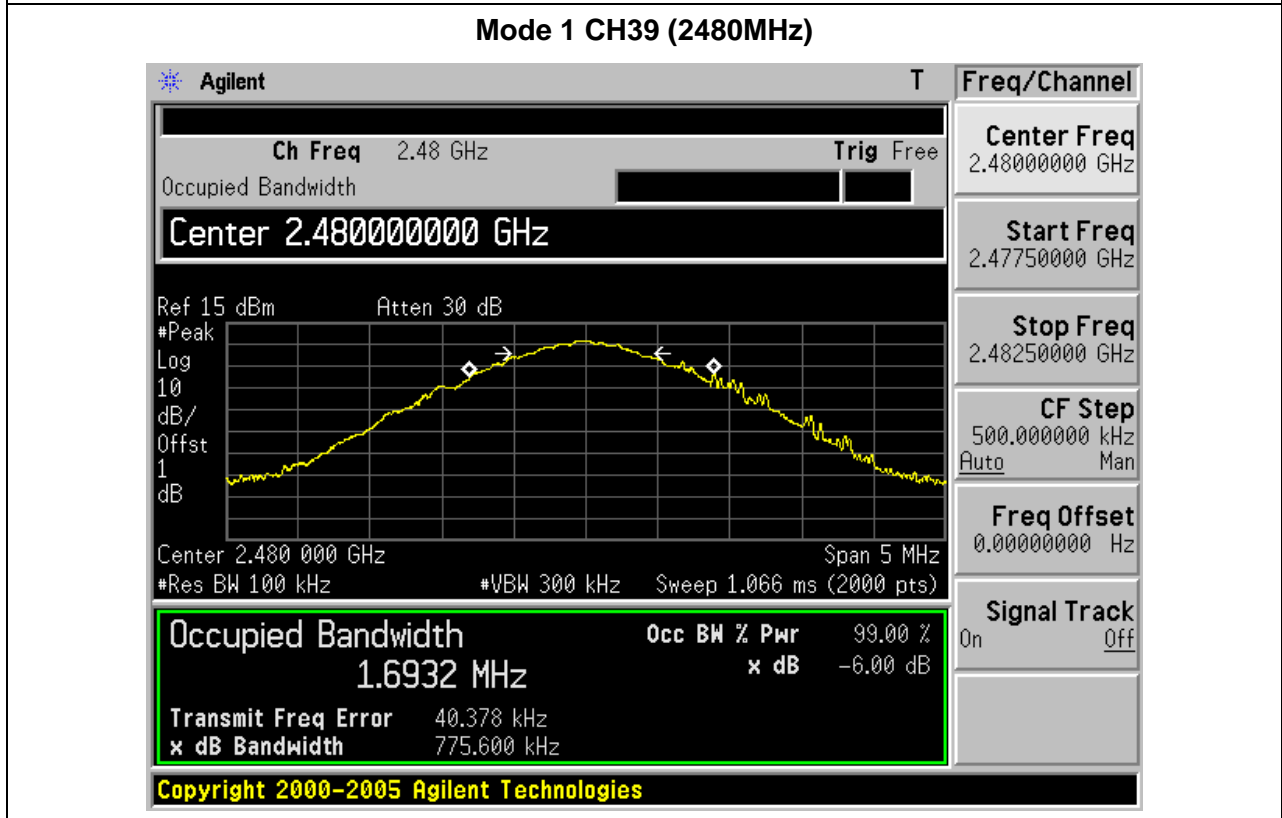 Mode 1 CH39 (2480MHz)
Agilent T
Freq/Channel
Ch Freq 2.48 GHz Trig Free
Occupied Bandwidth
Center 2.480000000 GHz
Ref 15 dBm Atten 30 dB
#Peak
Log
10
dB/
Offst
1
dB
Center 2.480 000 GHz Span 5 MHz
#Res BW 100 kHz #VBW 300 kHz Sweep 1.066 ms (2000 pts)
Occupied Bandwidth
1.6932 MHz
Occ BW % Pwr 99.00 %
x dB -6.00 dB
Transmit Freq Error 40.378 kHz
x dB Bandwidth 775.600 kHz
Copyright 2000-2005 Agilent Technologies
Center Freq
2.48000000 GHz
Start Freq
2.47750000 GHz
Stop Freq
2.48250000 GHz
CF Step
500.000000 kHz
Auto Man
Freq Offset
0.00000000 Hz
Signal Track
On Off